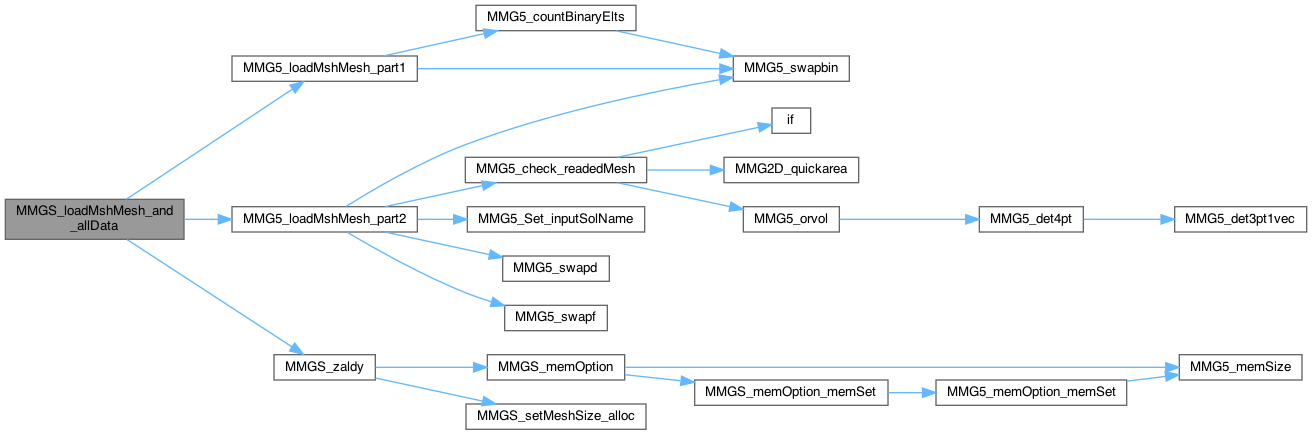 MMG5_countBinaryElts
MMG5_loadMshMesh_part1
MMG5_swapbin
if
MMG5_check_readedMesh
MMG2D_quickarea
MMGS_loadMshMesh_and
_allData
MMG5_loadMshMesh_part2
MMG5_Set_inputSolName
MMG5_orvol
MMG5_det4pt
MMG5_det3pt1vec
MMG5_swapd
MMG5_swapf
MMGS_zaldy
MMGS_memOption
MMG5_memSize
MMGS_memOption_memSet
MMG5_memOption_memSet
MMGS_setMeshSize_alloc